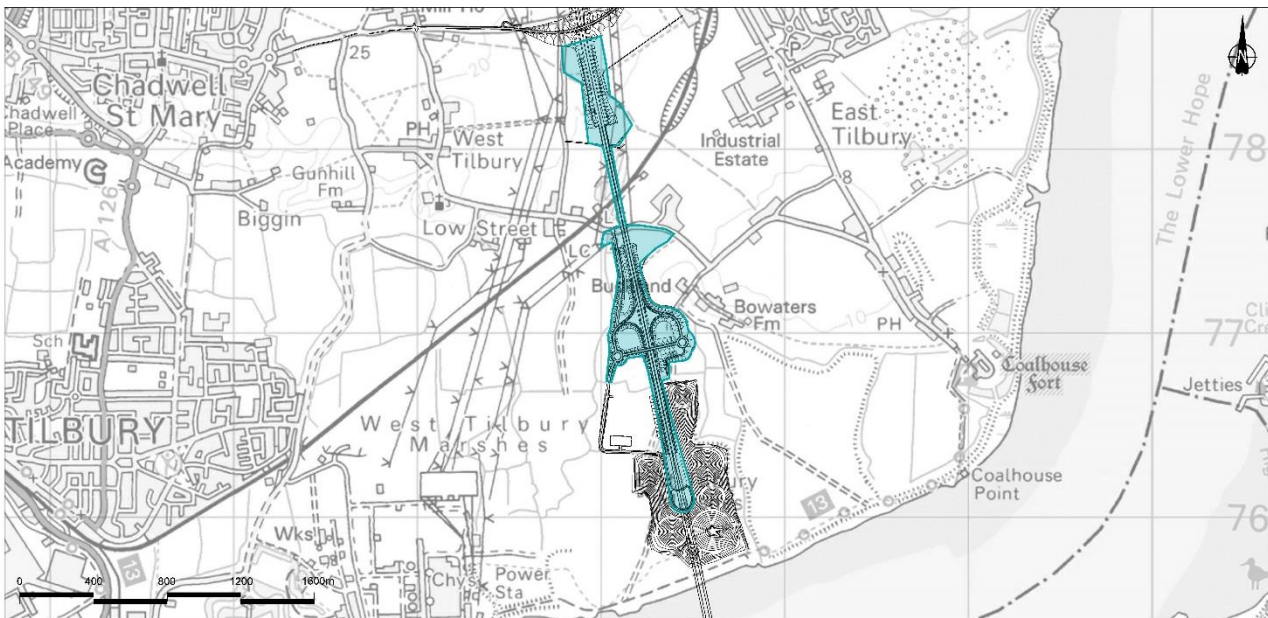 Chadwell
St Mary
25
20
P
East
Tilbury
The Lower Hope
Chadwell
Place
PH
West
Tilbury
Industrial
Estate
78
Academy
Gunhill
Fm
8
A 126
Biggin
Low Street
LC
LC
Bowaters
Fm
10
PH
77
Sch
Coalhouse
Fort
Jetties
TILBURY
West Tilbury
Marshes
Coalhouse
Point
13
76
Wks
13
Chys
Power
Sta
0 400 800 1200 1600m
N